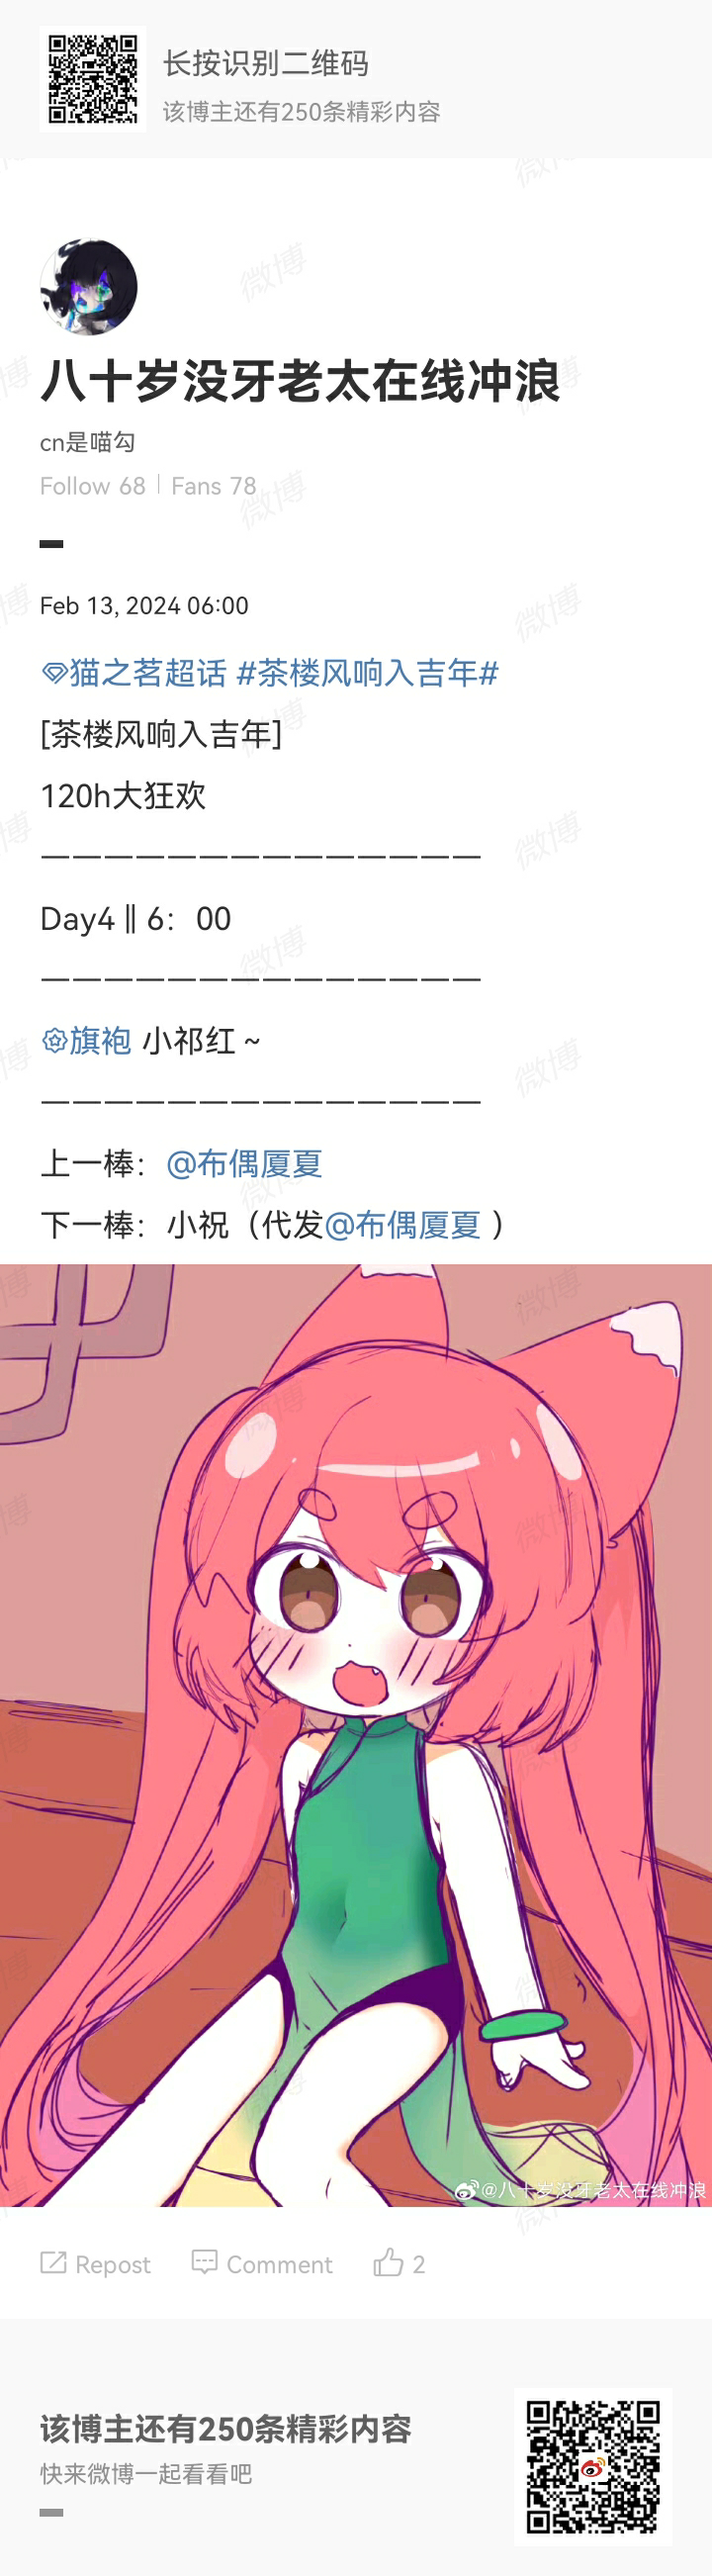 长按识别二维码
该博主还有250条精彩内容
八十岁没牙老太在线冲浪
cn是喵勾
Follow 68 | Fans 78
Feb 13, 2024 06:00
猫之茗超话 #茶楼风响入吉年#
[茶楼风响入吉年]
120h大狂欢
——————————————
Day4 || 6：00
——————————————
旗袍 小祁红 ~
——————————————
上一棒：@布偶厦夏
下一棒：小祝（代发@布偶厦夏 ）
@八十岁没牙老太在线冲浪
Repost Comment 2
该博主还有250条精彩内容
快来微博一起看看吧
微博